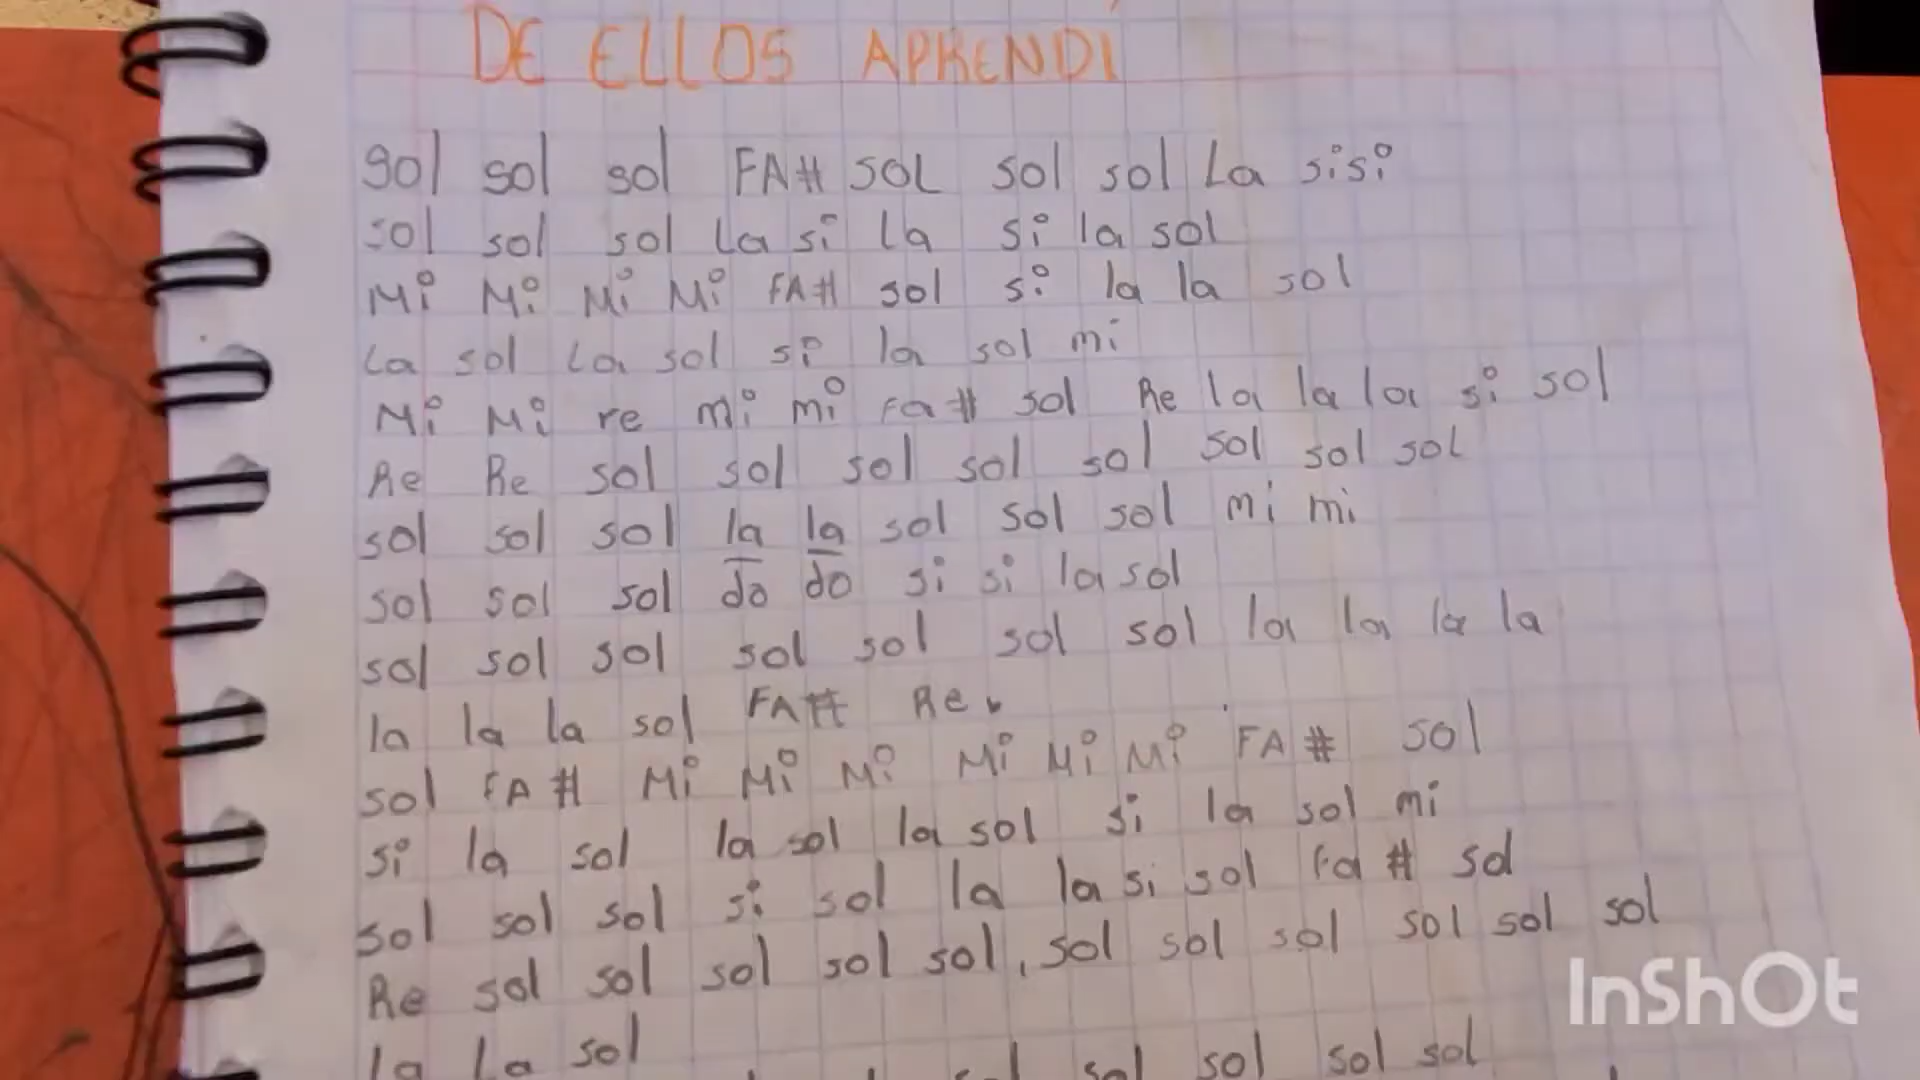 DE ELLOS APRENDÍ
sol sol sol FA# SOL sol sol La si si
sol sol sol La si La si la sol
Mi Mi Mi Mi FA# sol si la la sol
La sol La sol si la sol mi
Mi Mi re mi mi Fa# sol Re la la la si sol
Re Re sol sol sol sol sol sol sol sol
sol sol sol la la sol sol sol mi mi
sol sol sol do do si si la sol
sol sol sol sol sol sol sol la la la la
la la la sol FA# Re
sol FA# Mi Mi Mi Mi Mi Mi FA# sol
si la sol la sol la sol si la sol mi
sol sol sol si sol la la si sol Fa# sol
Re sol sol sol sol sol, sol sol sol sol sol sol
la La sol sol sol sol
InShOt